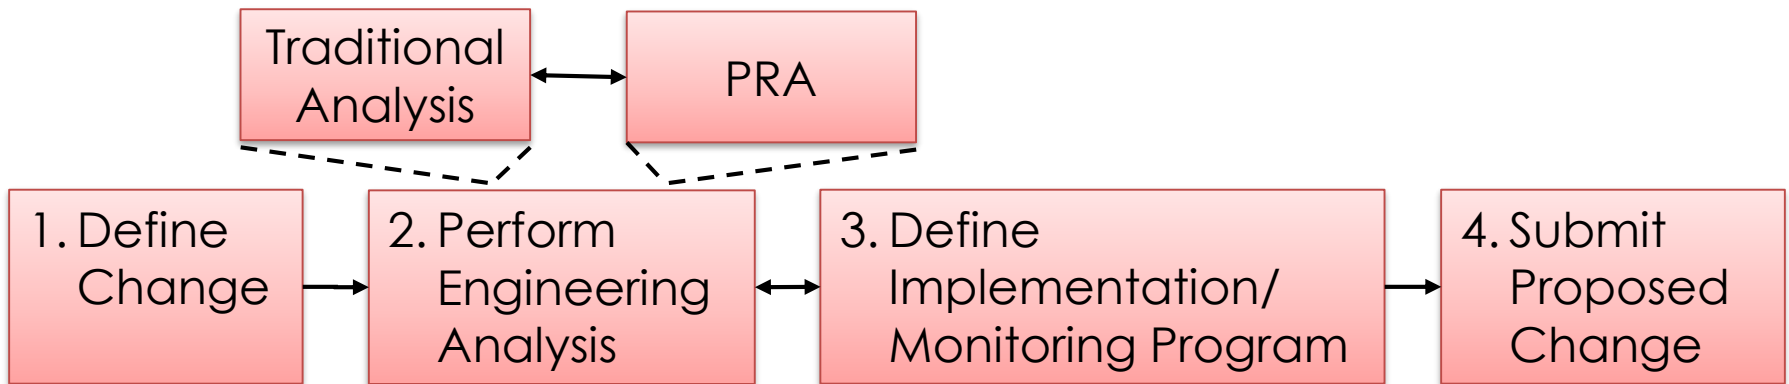 Traditional
Analysis
PRA
1. Define
Change
2. Perform
Engineering
Analysis
3. Define
Implementation/
Monitoring Program
4. Submit
Proposed
Change